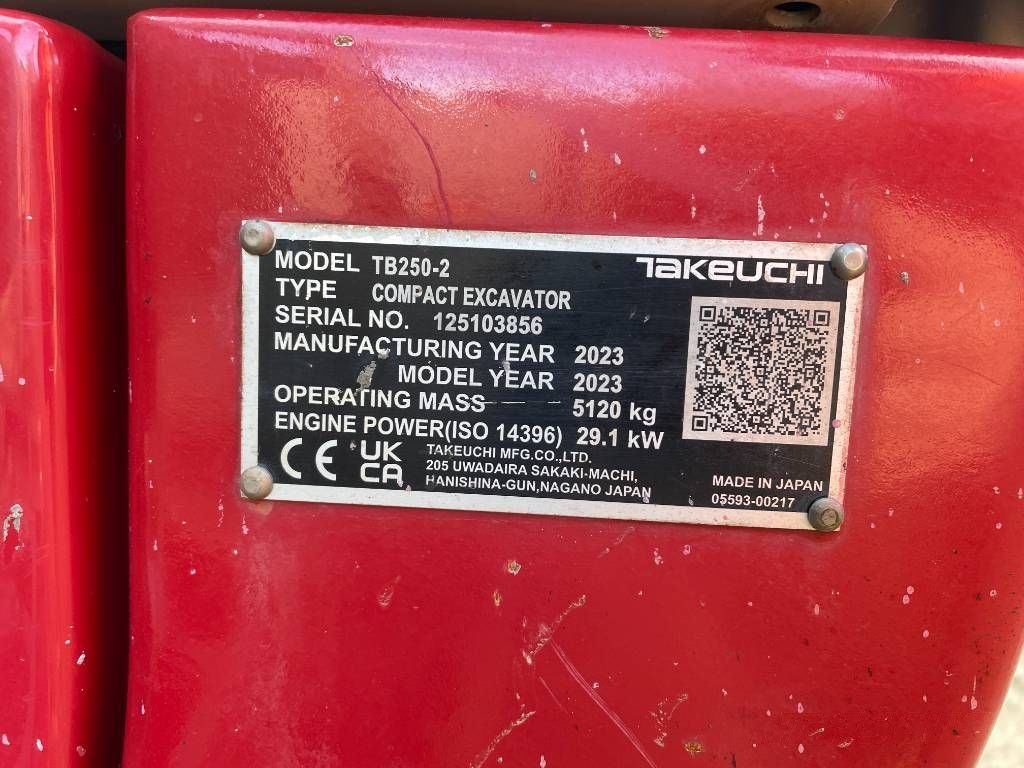 TAKEUCHI
MODEL TB250-2
TYPE COMPACT EXCAVATOR
SERIAL NO. 125103856
MANUFACTURING YEAR 2023
MODEL YEAR 2023
OPERATING MASS 5120 kg
ENGINE POWER(ISO 14396) 29.1 kW
CE UK CA
TAKEUCHI MFG.CO.,LTD.
205 UWADAIRA SAKAKI-MACHI,
HANISHINA-GUN,NAGANO JAPAN
MADE IN JAPAN
05593-00217